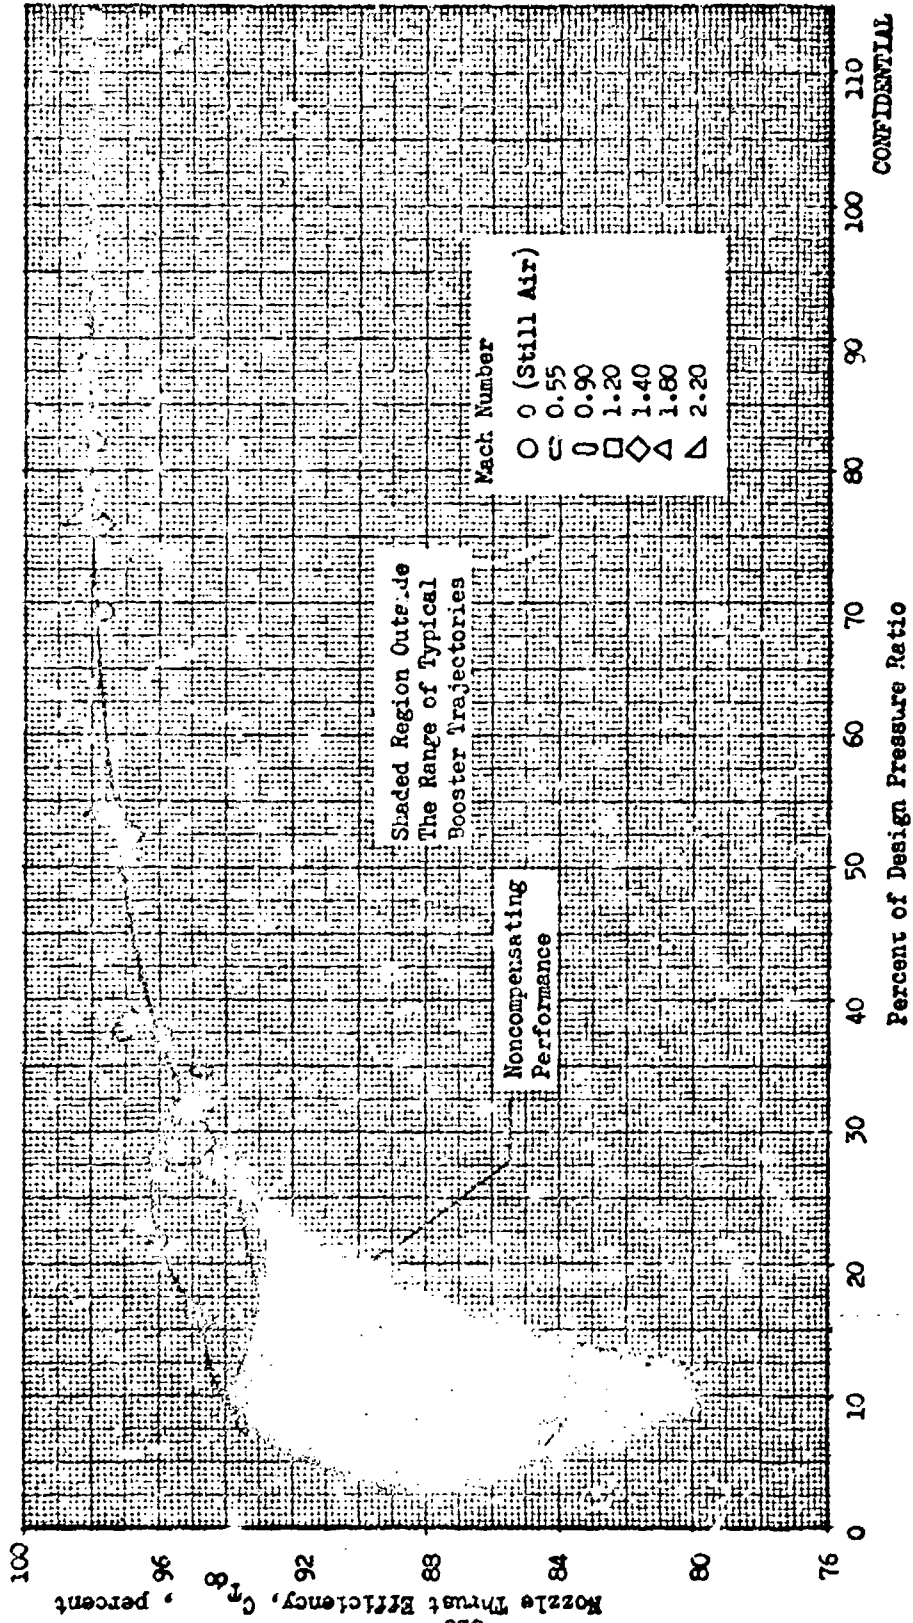 Nozzle Thrust Efficiency, C_T∞, percent
100
96
92
88
84
80
76
Shaded Region Outside
The Range of Typical
Booster Trajectories
Noncompensating
Performance
Mach Number
0 (Still Air)
0.55
0.90
1.20
1.40
1.80
2.20
0
10
20
30
40
50
60
70
80
90
100
110
Percent of Design Pressure Ratio
CONFIDENTIAL